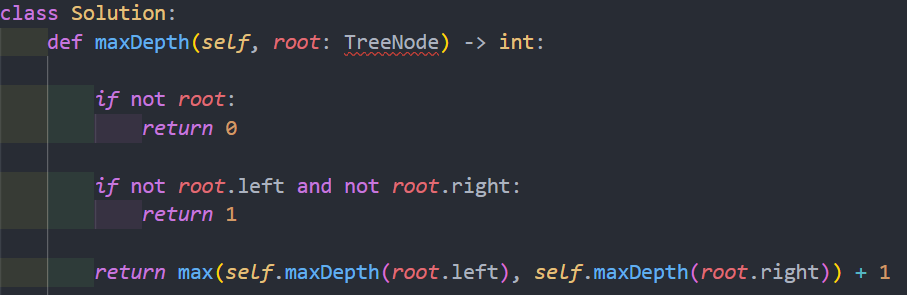 class Solution:
    def maxDepth(self, root: TreeNode) -> int:
        if not root:
            return 0
        if not root.left and not root.right:
            return 1
        return max(self.maxDepth(root.left), self.maxDepth(root.right)) + 1